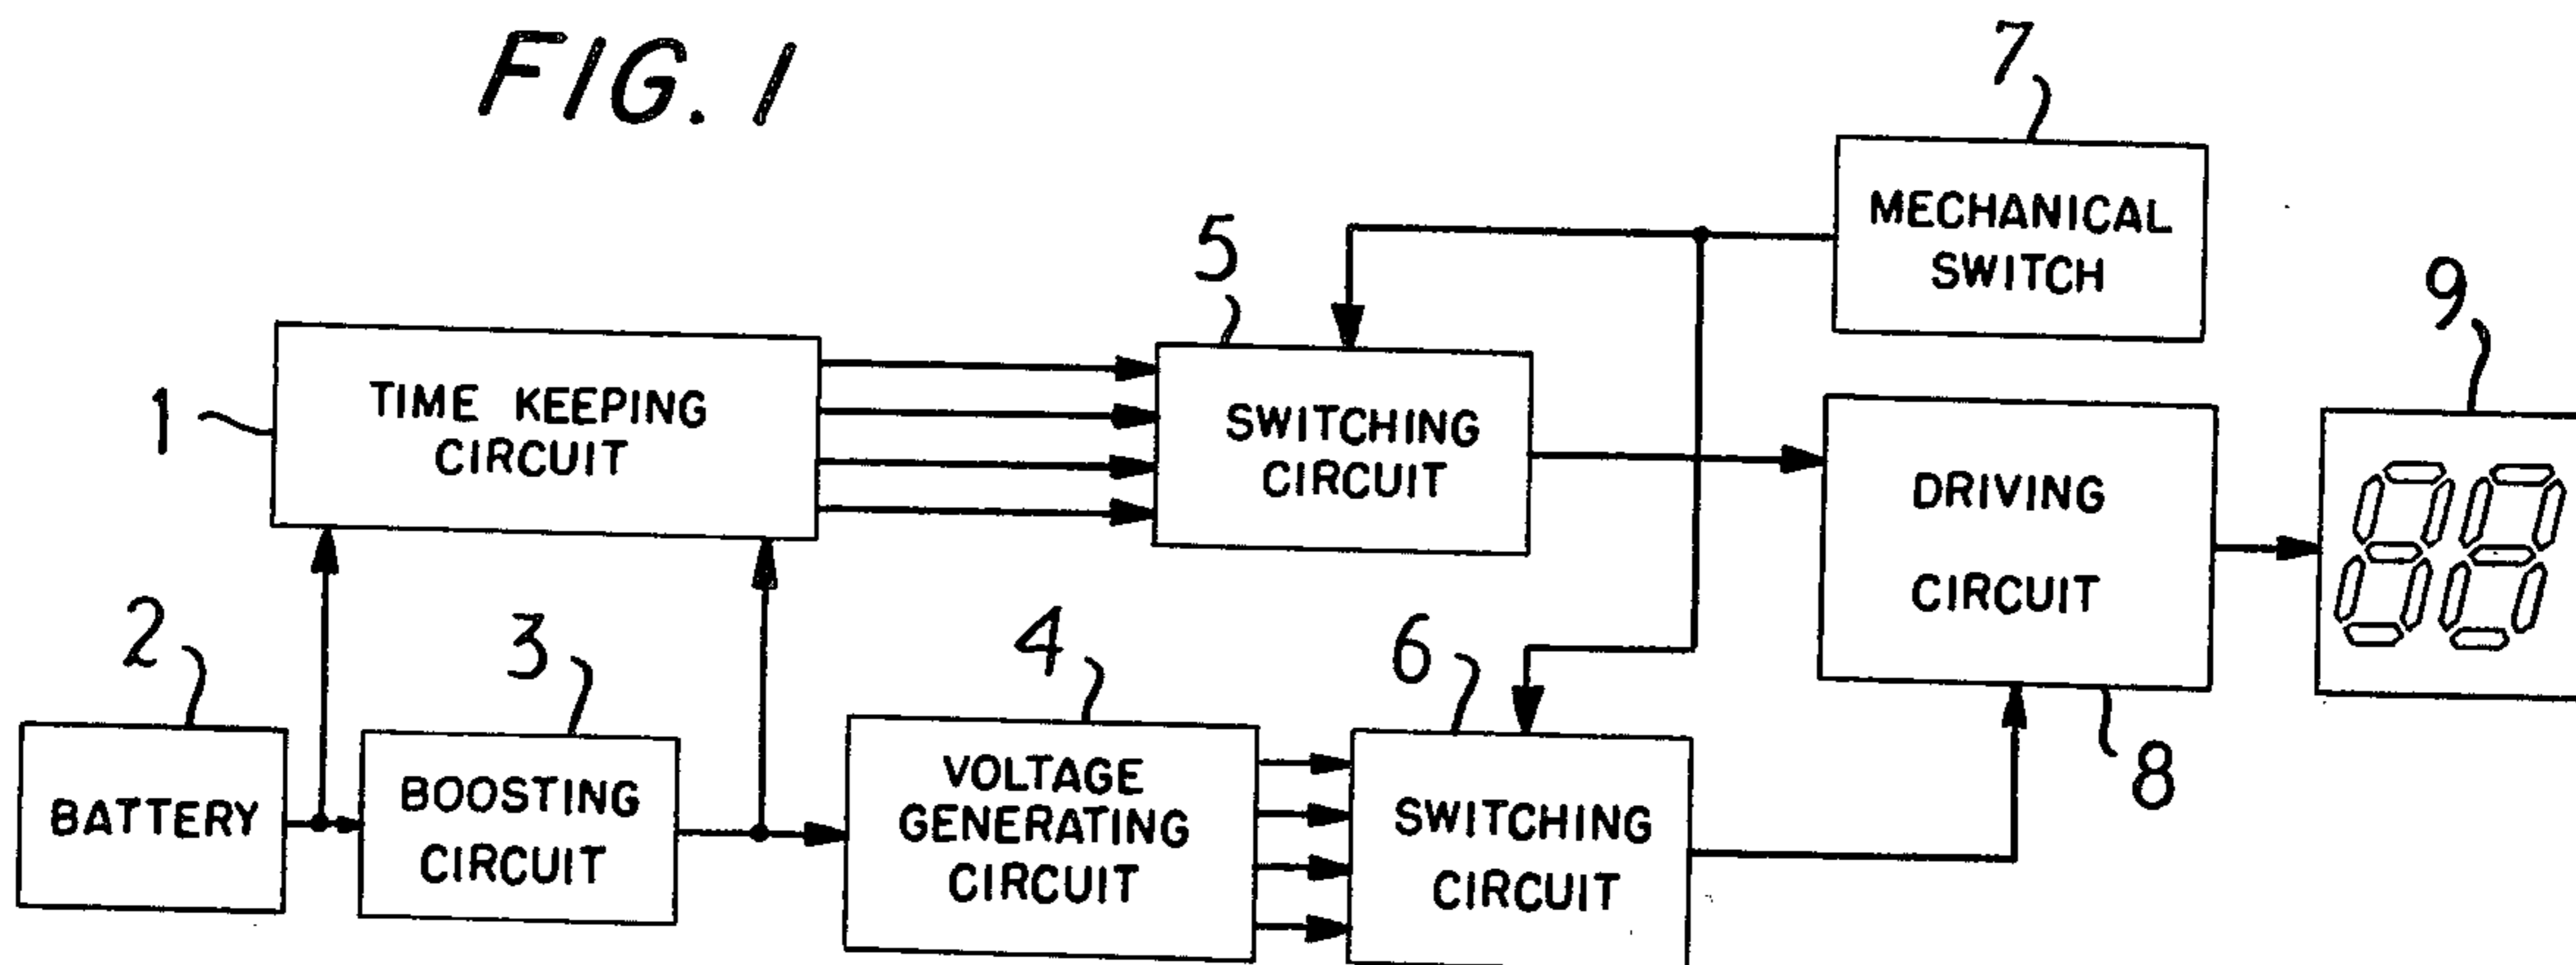 FIG. 1
7
MECHANICAL
SWITCH
5
9
1
TIME KEEPING
CIRCUIT
SWITCHING
CIRCUIT
DRIVING
CIRCUIT
8
2
BATTERY
3
BOOSTING
CIRCUIT
4
VOLTAGE
GENERATING
CIRCUIT
6
SWITCHING
CIRCUIT
88